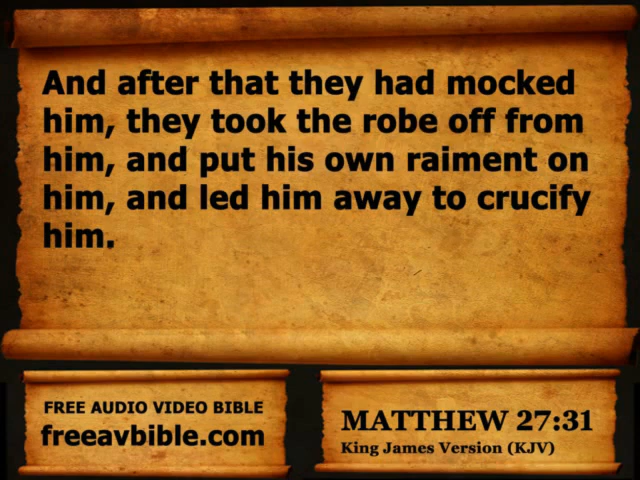 And after that they had mocked
him, they took the robe off from
him, and put his own raiment on
him, and led him away to crucify
him.
FREE AUDIO VIDEO BIBLE
freeavbible.com
MATTHEW 27:31
King James Version (KJV)